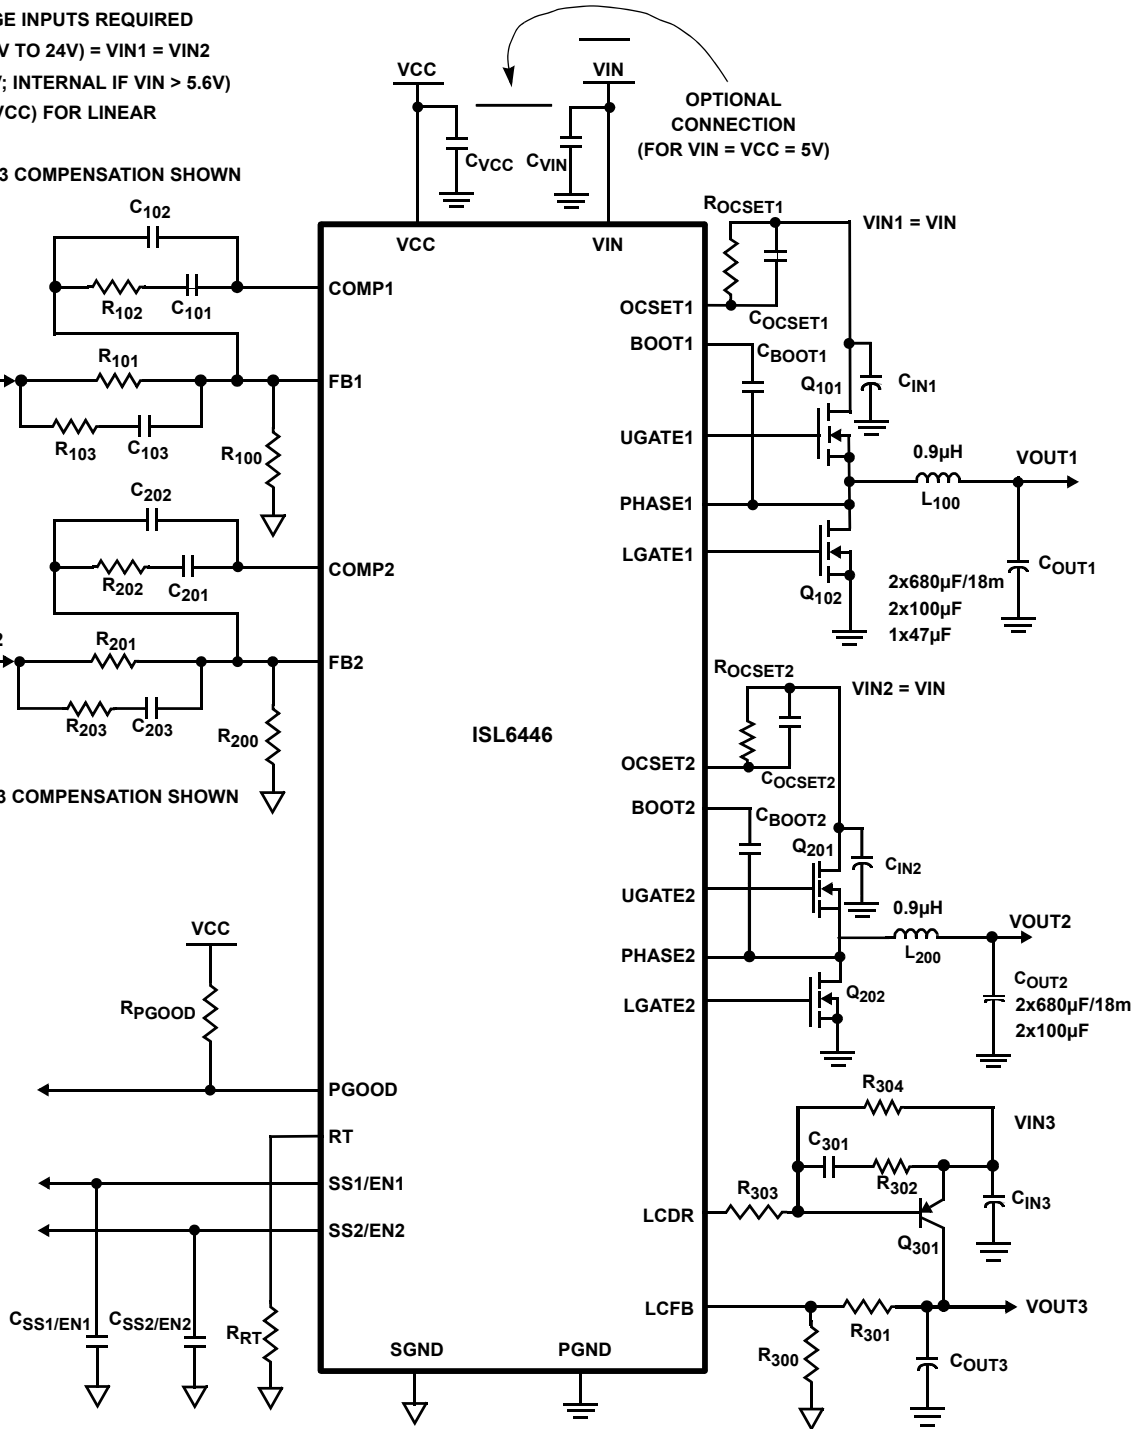 GE INPUTS REQUIRED
V TO 24V) = VIN1 = VIN2
; INTERNAL IF VIN > 5.6V)
VCC) FOR LINEAR
3 COMPENSATION SHOWN
VCC
VIN
OPTIONAL
CONNECTION
(FOR VIN = VCC = 5V)
CVCC
CVIN
C102
R102
C101
R101
R103
C103
R100
C202
R202
C201
2
R201
R203
C203
R200
3 COMPENSATION SHOWN
VCC
RPGOOD
CSS1/EN1
CSS2/EN2
RRT
VCC
VIN
COMP1
FB1
COMP2
FB2
ISL6446
PGOOD
RT
SS1/EN1
SS2/EN2
SGND
PGND
OCSET1
BOOT1
UGATE1
PHASE1
LGATE1
OCSET2
BOOT2
UGATE2
PHASE2
LGATE2
LCDR
LCFB
ROCSET1
VIN1 = VIN
COCSET1
CBOOT1
Q101
CIN1
0.9µH
VOUT1
L100
COUT1
Q102
2x680µF/18m
2x100µF
1x47µF
ROCSET2
VIN2 = VIN
COCSET2
CBOOT2
Q201
CIN2
0.9µH
VOUT2
L200
Q202
COUT2
2x680µF/18m
2x100µF
R304
VIN3
C301
R302
R303
CIN3
Q301
VOUT3
R301
R300
COUT3